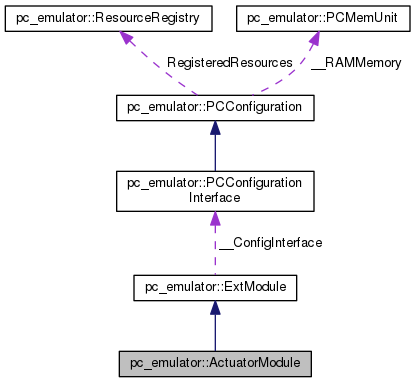 pc_emulator::ResourceRegistry
pc_emulator::PCMemUnit
RegisteredResources
__RAMMemory
pc_emulator::PCConfiguration
pc_emulator::PCConfiguration
Interface
__ConfigInterface
pc_emulator::ExtModule
pc_emulator::ActuatorModule